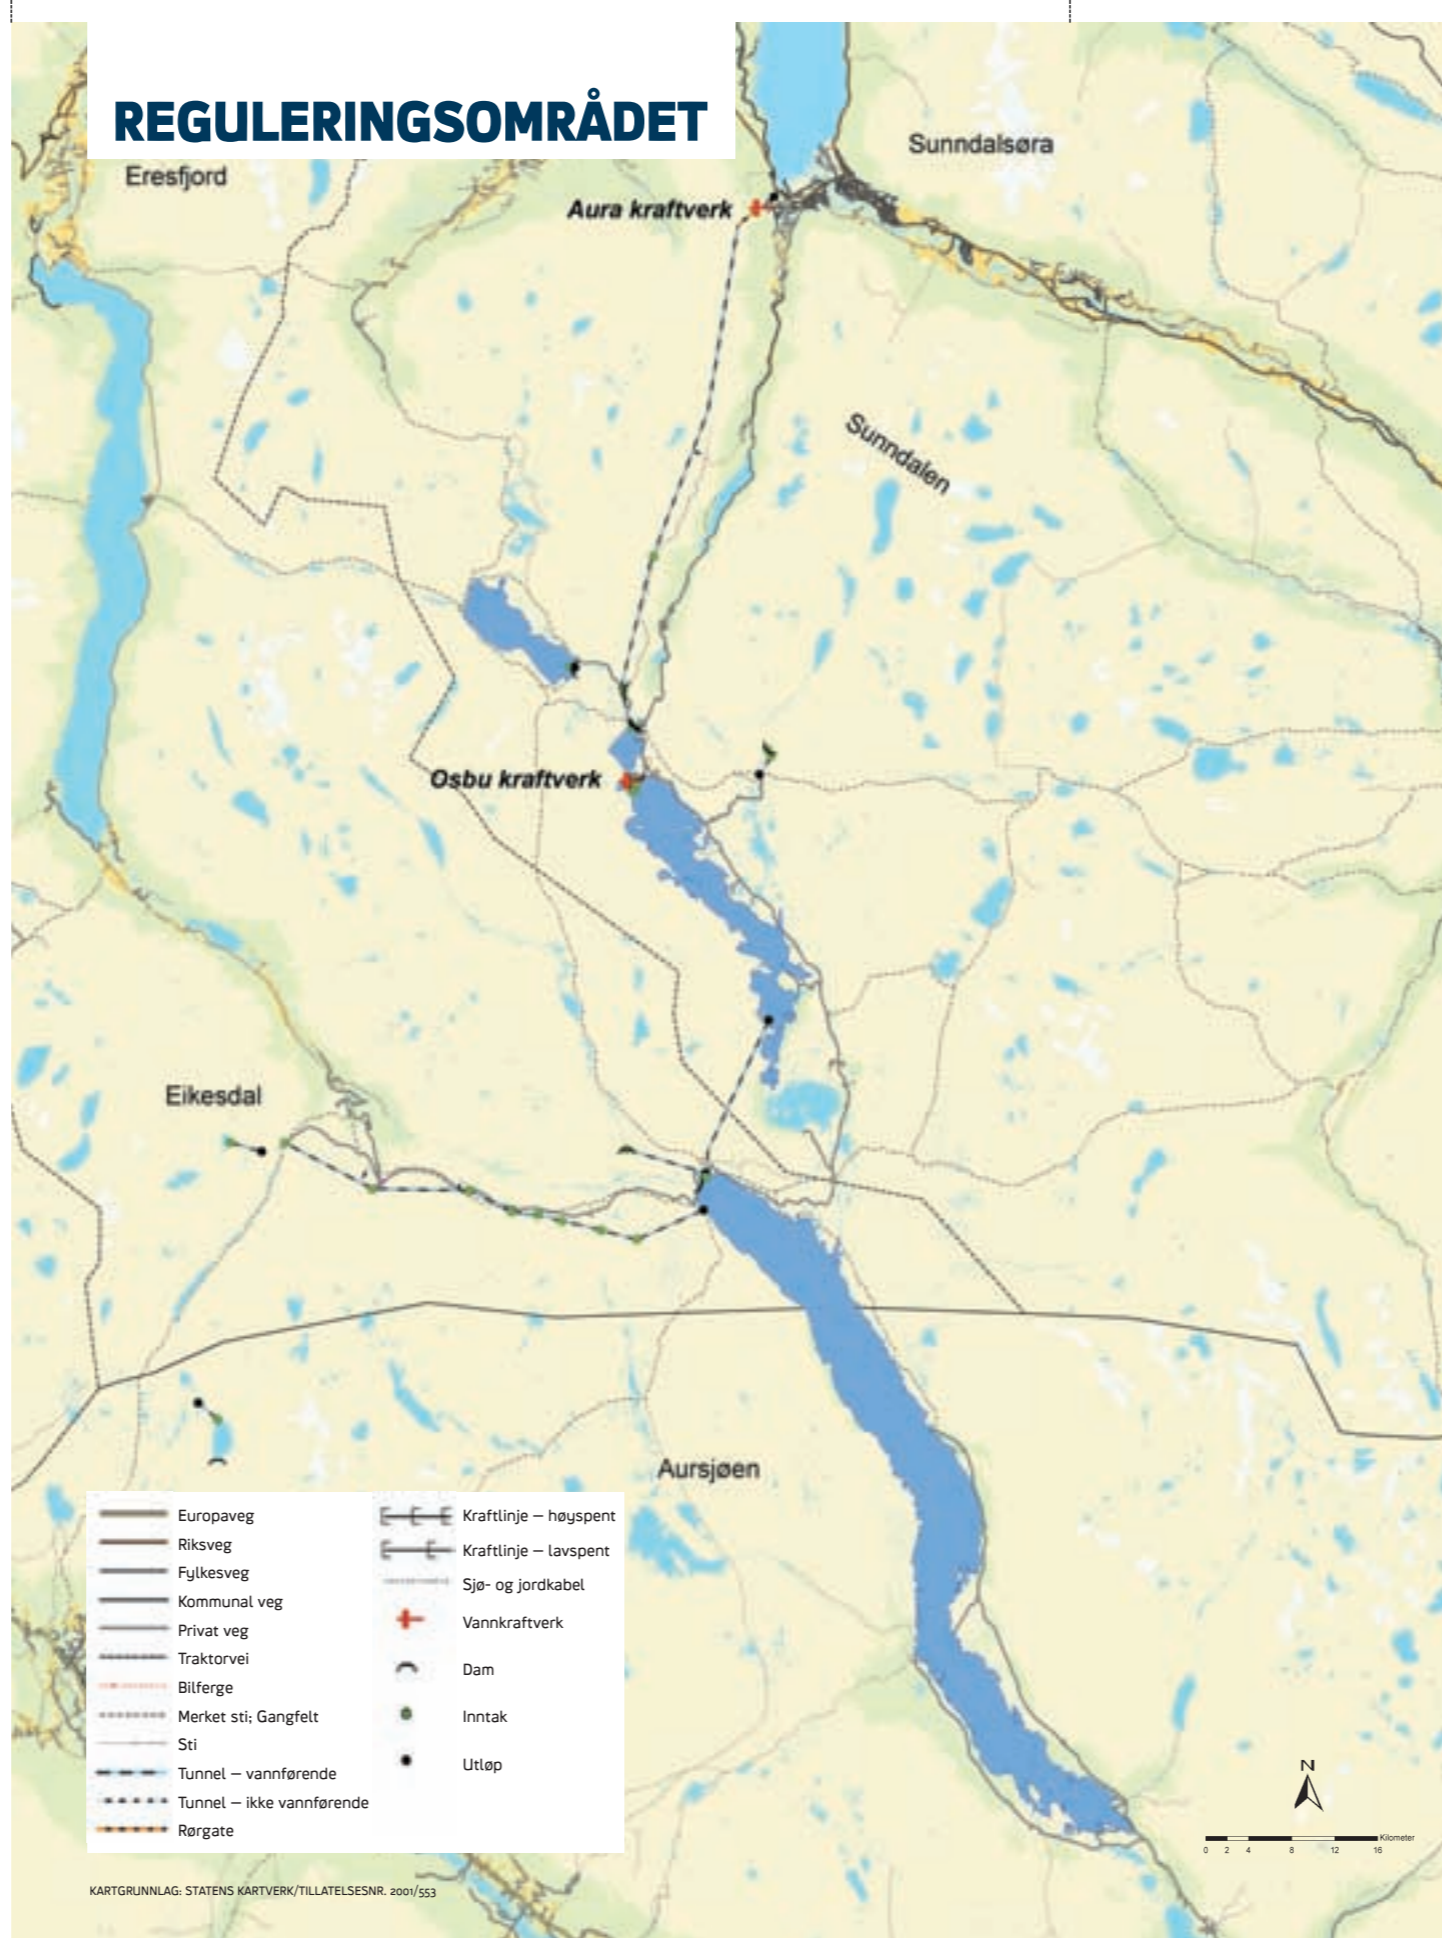 REGULERINGSOMRÅDET
Eresfjord
Sunndalsøra
Aura kraftverk
Sunndalen
Osbu kraftverk
Eikesdal
Aursjøen
Europaveg
Riksveg
Fylkesveg
Kommunal veg
Privat veg
Traktorvei
Bilferge
Merket sti; Gangfelt
Sti
Tunnel – vannførende
Tunnel – ikke vannførende
Rørgate
Kraftlinje – høyspent
Kraftlinje – lavspent
Sjø- og jordkabel
Vannkraftverk
Dam
Inntak
Utløp
N
Kilometer
0 2 4 8 12 16
KARTGRUNNLAG: STATENS KARTVERK/TILLATELSESNR. 2001/553